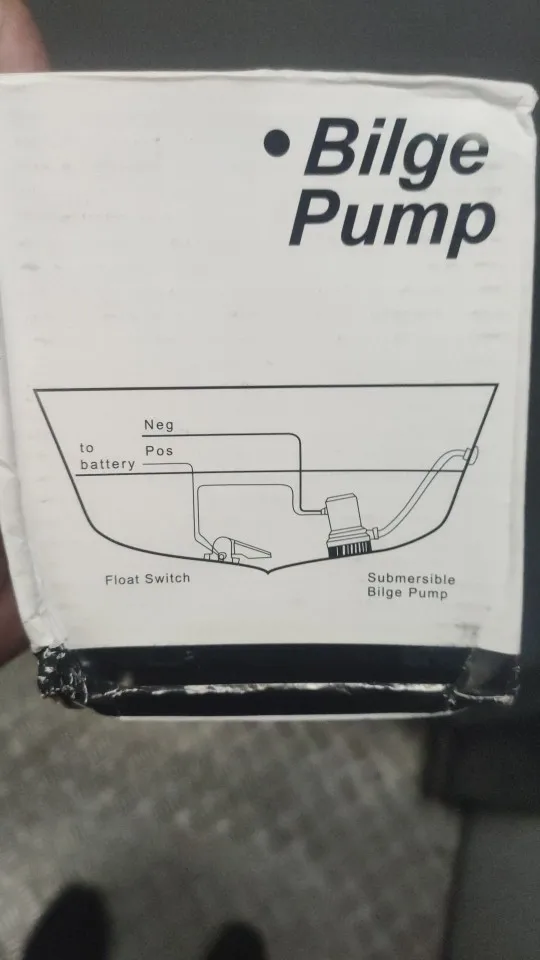 • Bilge
Pump
Neg
to
battery
Pos
Float Switch
Submersible
Bilge Pump